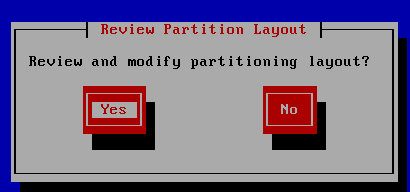 Review Partition Layout
Review and modify partitioning layout?
Yes No